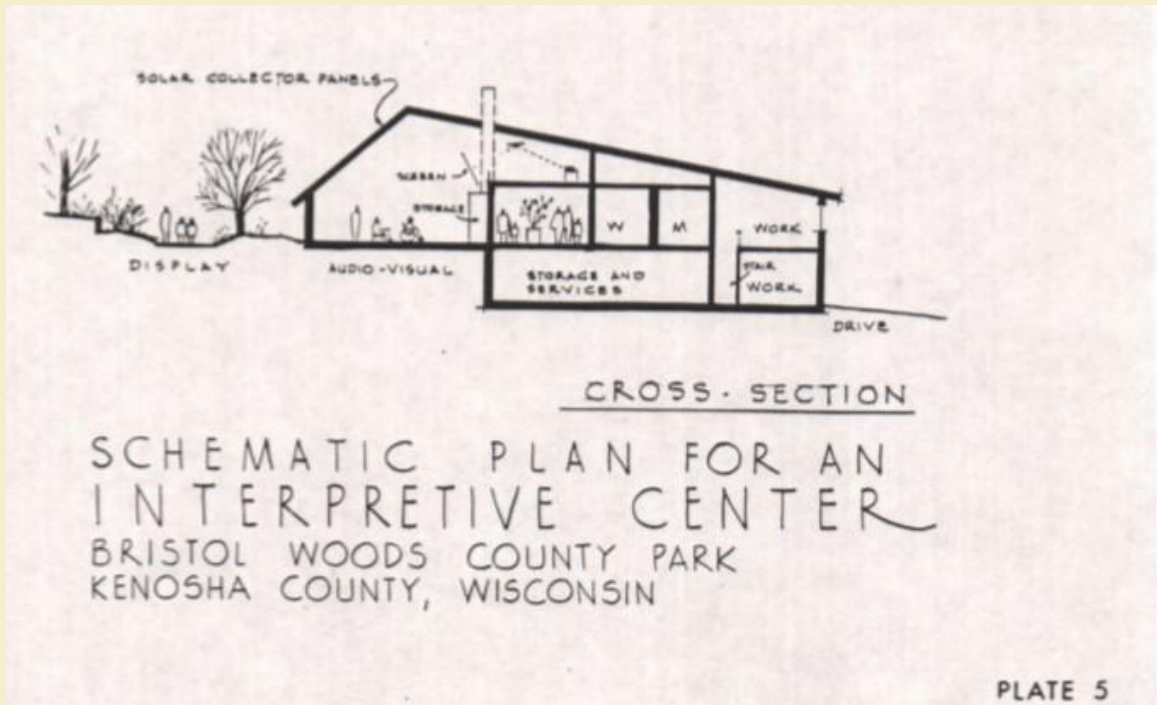 SOLAR COLLECTOR PANELS
SCREEN
STORAGE
W
M
WORK
DISPLAY
AUDIO-VISUAL
STORAGE AND
SERVICES
STAIR
WORK
DRIVE
CROSS-SECTION
SCHEMATIC PLAN FOR AN
INTERPRETIVE CENTER
BRISTOL WOODS COUNTY PARK
KENOSHA COUNTY, WISCONSIN
PLATE 5